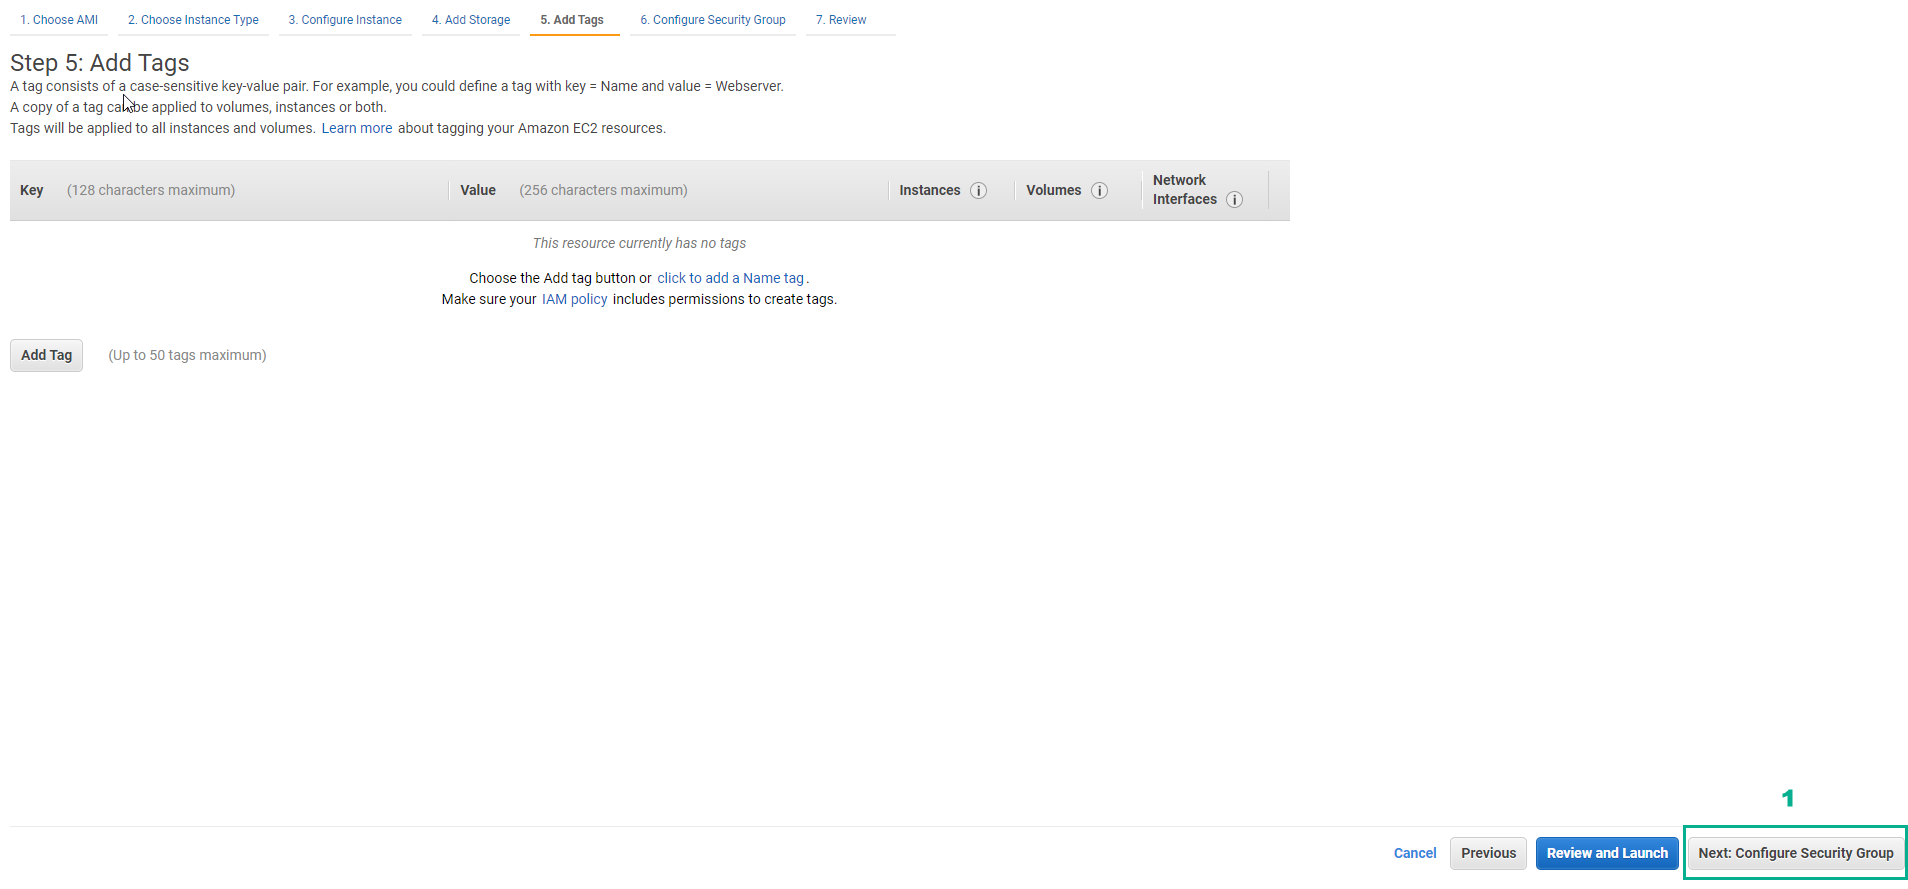 1. Choose AMI 2. Choose Instance Type 3. Configure Instance 4. Add Storage 5. Add Tags 6. Configure Security Group 7. Review
Step 5: Add Tags
A tag consists of a case-sensitive key-value pair. For example, you could define a tag with key = Name and value = Webserver.
A copy of a tag can be applied to volumes, instances or both.
Tags will be applied to all instances and volumes. Learn more about tagging your Amazon EC2 resources.
Key (128 characters maximum) Value (256 characters maximum) Instances i Volumes i Network
Interfaces i
This resource currently has no tags
Choose the Add tag button or click to add a Name tag.
Make sure your IAM policy includes permissions to create tags.
Add Tag (Up to 50 tags maximum)
1
Cancel Previous Review and Launch Next: Configure Security Group